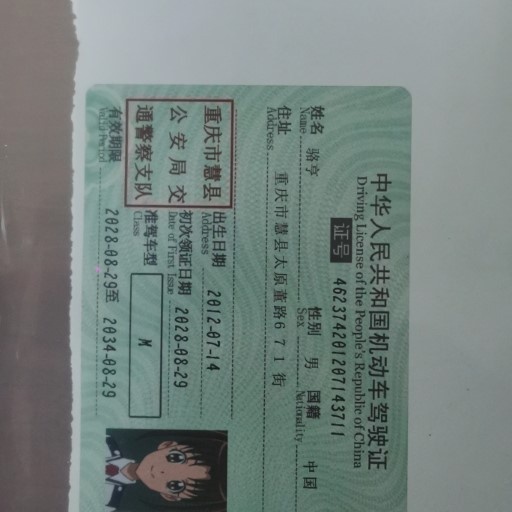 中华人民共和国机动车驾驶证
Driving License of the People's Republic of China
证号 462374201207143711
姓名 骆亨 性别 男 国籍 中国
Name Sex Nationality
住址 重庆市慧县太原董路671街
Address
重庆市慧县公安局交通警察支队
出生日期 2012-07-14
Address
初次领证日期 2028-08-29
Date of First Issue
准驾车型 M
Class
有效期限 2028-08-29至 2034-08-29
Valid Period